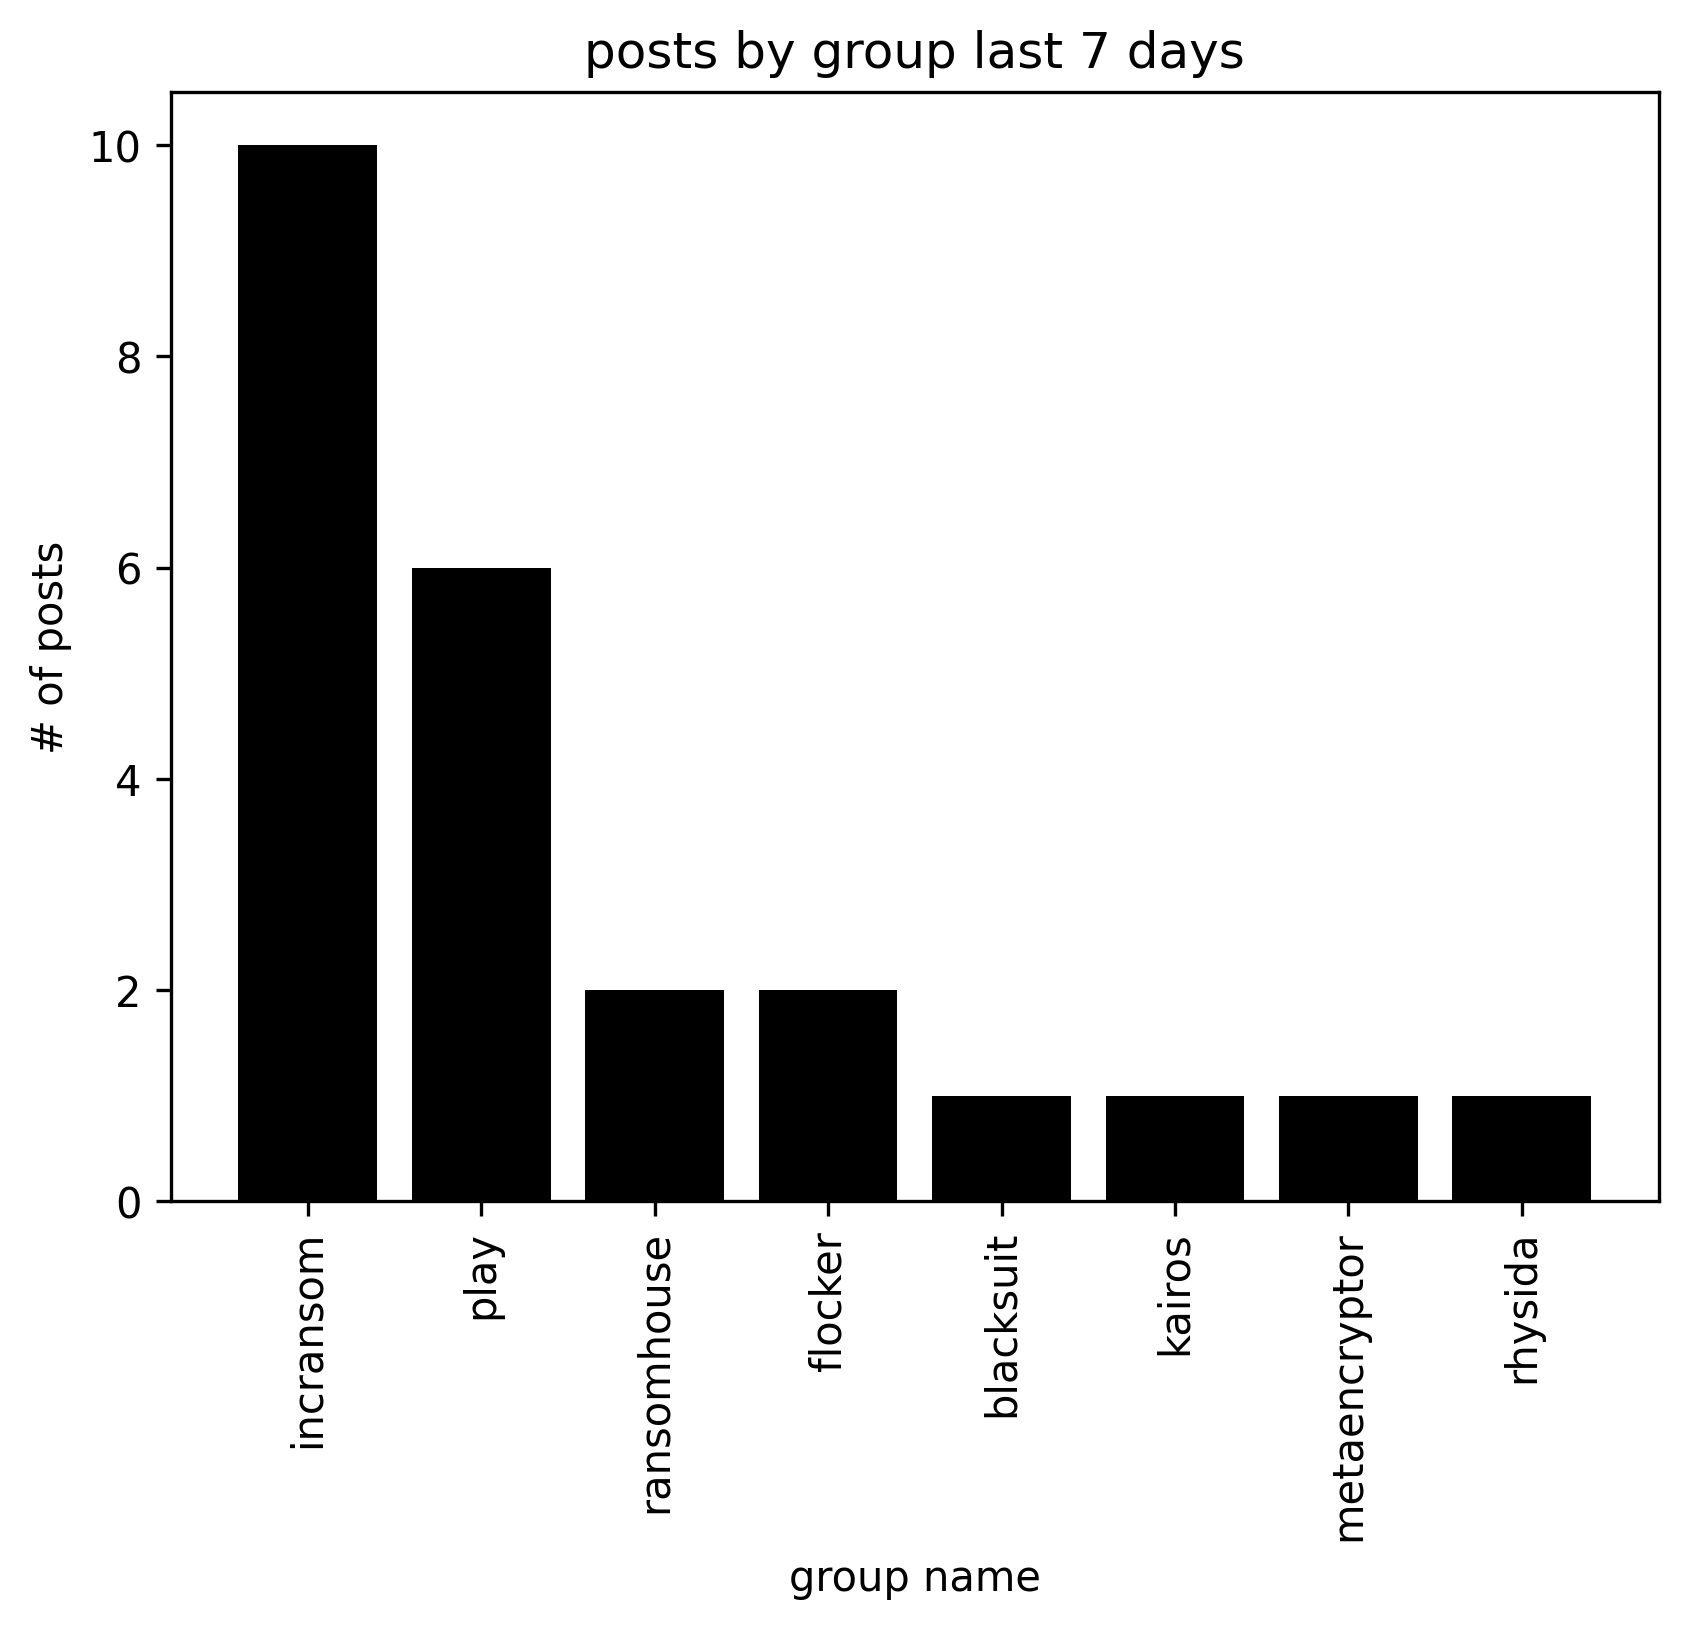 posts by group last 7 days
# of posts
10
8
6
4
2
0
incransom
play
ransomhouse
flocker
blacksuit
kairos
metaencryptor
rhysida
group name